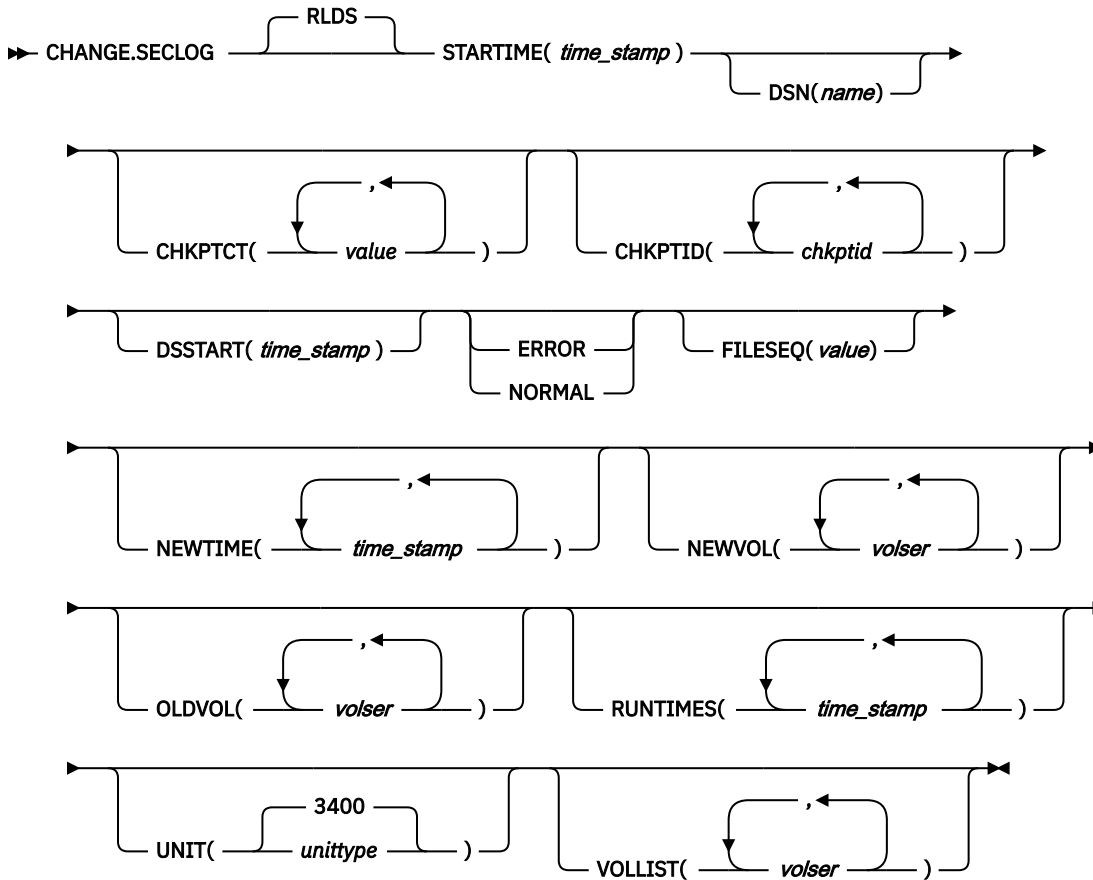 RLDS
CHANGE.SECLOG STARTIME( time_stamp )
DSN(name)
, ,
CHKPTCT( value ) CHKPTID( chkptid )
DSSTART( time_stamp ) ERROR FILESEQ(value)
NORMAL
, ,
NEWTIME( time_stamp ) NEWVOL( volser )
, ,
OLDVOL( volser ) RUNTIMES( time_stamp )
3400 ,
UNIT( unittype )
VOLLIST( volser )